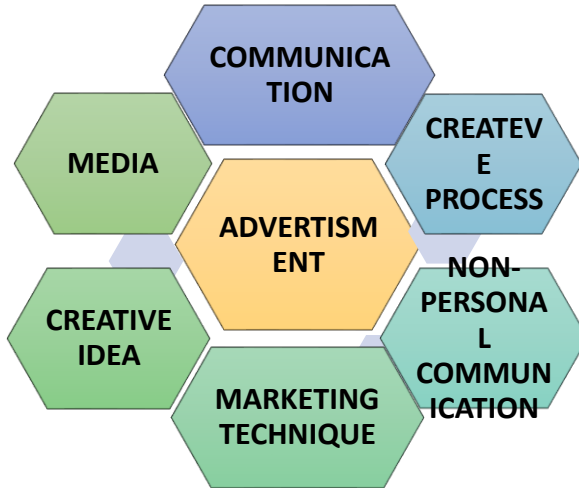 COMMUNICA
TION
CREATEV
E
PROCESS
MEDIA
ADVERTISM
ENT
NON-
PERSONA
L
COMMUN
ICATION
CREATIVE
IDEA
MARKETING
TECHNIQUE